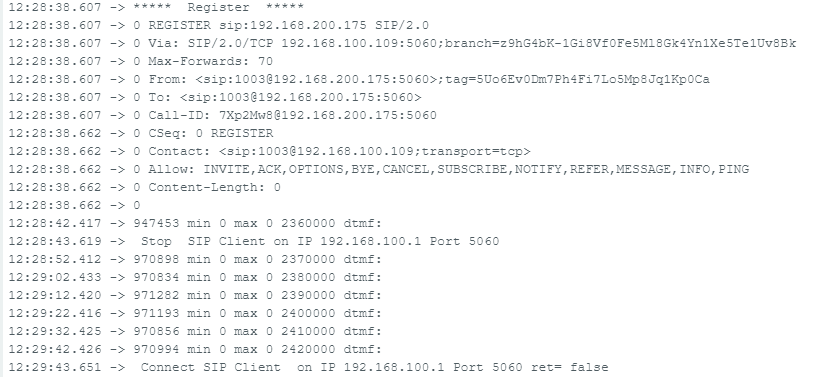 12:28:38.607 -> *****  Register  *****
12:28:38.607 -> 0 REGISTER sip:192.168.200.175 SIP/2.0
12:28:38.607 -> 0 Via: SIP/2.0/TCP 192.168.100.109:5060;branch=z9hG4bK-1Gi8Vf0Fe5Ml8Gk4Yn1Xe5Te1Uv8Bk
12:28:38.607 -> 0 Max-Forwards: 70
12:28:38.607 -> 0 From: <sip:1003@192.168.200.175:5060>;tag=5Uo6Ev0Dm7Ph4Fi7Lo5Mp8Jq1Kp0Ca
12:28:38.607 -> 0 To: <sip:1003@192.168.200.175:5060>
12:28:38.607 -> 0 Call-ID: 7Xp2Mw8@192.168.200.175:5060
12:28:38.662 -> 0 CSeq: 0 REGISTER
12:28:38.662 -> 0 Contact: <sip:1003@192.168.100.109;transport=tcp>
12:28:38.662 -> 0 Allow: INVITE,ACK,OPTIONS,BYE,CANCEL,SUBSCRIBE,NOTIFY,REFER,MESSAGE,INFO,PING
12:28:38.662 -> 0 Content-Length: 0
12:28:38.662 -> 0
12:28:42.417 -> 947453 min 0 max 0 2360000 dtmf:
12:28:43.619 ->  Stop  SIP Client on IP 192.168.100.1 Port 5060
12:28:52.412 -> 970898 min 0 max 0 2370000 dtmf:
12:29:02.433 -> 970834 min 0 max 0 2380000 dtmf:
12:29:12.420 -> 971282 min 0 max 0 2390000 dtmf:
12:29:22.416 -> 971193 min 0 max 0 2400000 dtmf:
12:29:32.425 -> 970856 min 0 max 0 2410000 dtmf:
12:29:42.426 -> 970994 min 0 max 0 2420000 dtmf:
12:29:43.651 ->  Connect SIP Client  on IP 192.168.100.1 Port 5060 ret= false